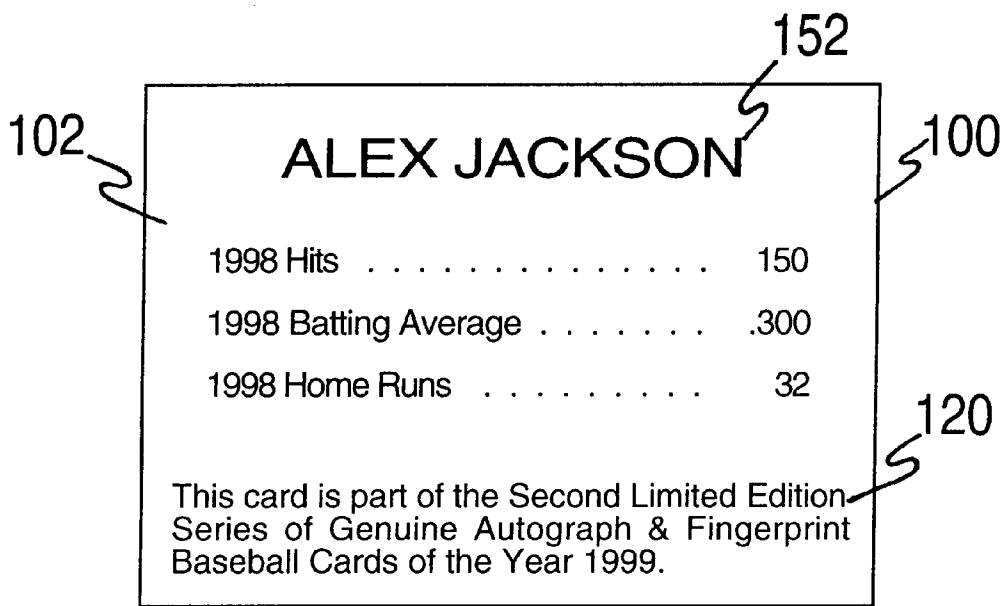 152
102
100
ALEX JACKSON
1998 Hits . . . . . . . . . . . . . . . 150
1998 Batting Average . . . . . . . .300
1998 Home Runs . . . . . . . . . 32
120
This card is part of the Second Limited Edition
Series of Genuine Autograph & Fingerprint
Baseball Cards of the Year 1999.